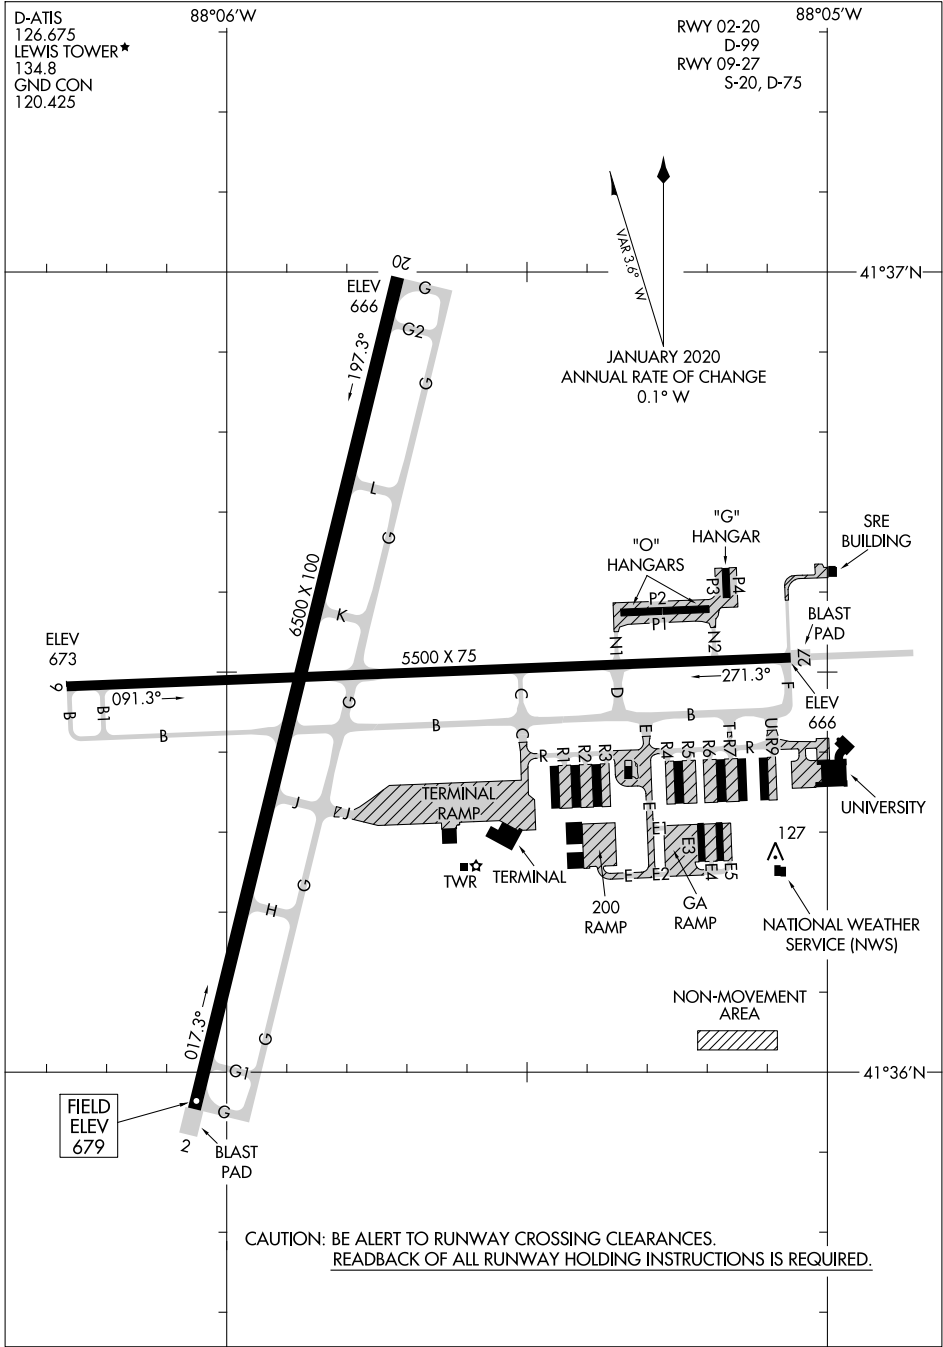 D-ATIS
126.675
LEWIS TOWER★
134.8
GND CON
120.425
88°06'W
88°05'W
RWY 02-20
D-99
RWY 09-27
S-20, D-75
VAR 3.6° W
JANUARY 2020
ANNUAL RATE OF CHANGE
0.1° W
41°37'N
20
ELEV
666
G
G2
197.3°
G
L
G
6500 X 100
K
"G"
HANGAR
"O"
HANGARS
SRE
BUILDING
P3
P4
P2
P1
N1
N2
BLAST
PAD
27
ELEV
673
9
091.3°
5500 X 75
271.3°
ELEV
666
B
B1
B
G
B
C
D
B
F
C
E
R
R1
R2
R3
R4
R5
R6
T-R7
R
UK
R9
J
J
TERMINAL
RAMP
E
UNIVERSITY
E1
E3
127
TWR
TERMINAL
E
E2
E4
E5
G
H
200
RAMP
GA
RAMP
NATIONAL WEATHER
SERVICE (NWS)
NON-MOVEMENT
AREA
017.3°
G
G1
G
41°36'N
FIELD
ELEV
679
2
BLAST
PAD
CAUTION: BE ALERT TO RUNWAY CROSSING CLEARANCES.
READBACK OF ALL RUNWAY HOLDING INSTRUCTIONS IS REQUIRED.